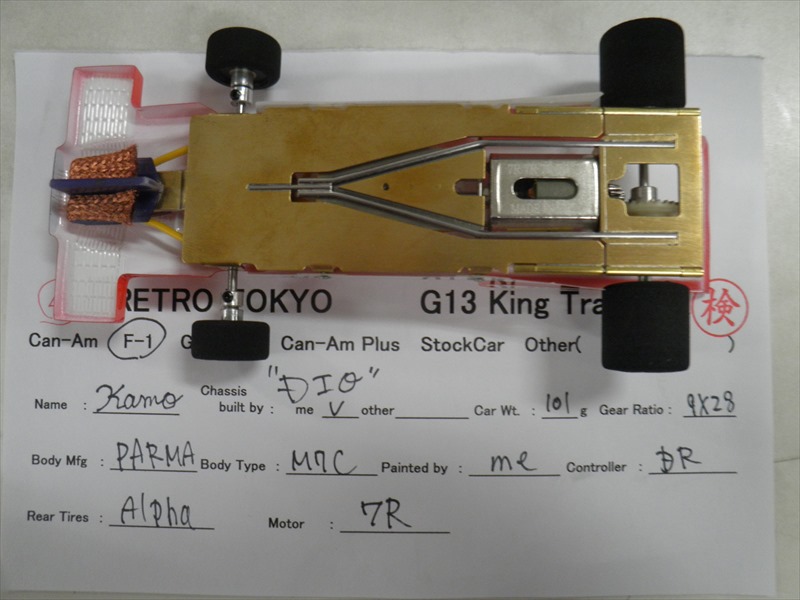 RETRO TOKYO G13 King Tra
検
Can-Am F-1 G Can-Am Plus StockCar Other( )
"DIO"
Name : Kamo Chassis built by : me V other Car Wt. : 101 g Gear Ratio : 9X28
Body Mfg : PARMA Body Type : M7C Painted by : me Controller : DR
Rear Tires : Alpha Motor : 7R